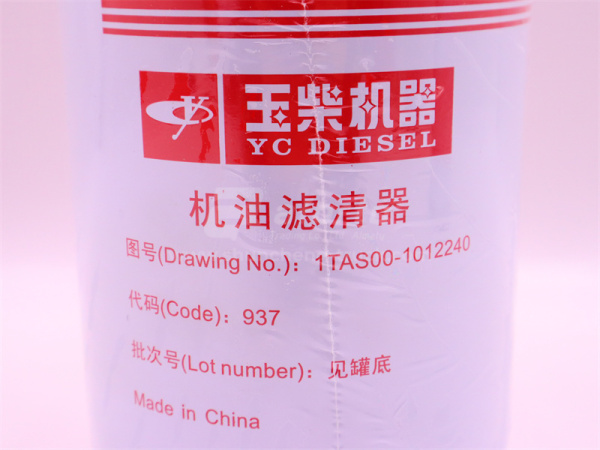 玉柴机器
YC DIESEL
机油滤清器
图号(Drawing No.)：1TAS00-1012240
代码(Code)：937
批次号(Lot number)：见罐底
Made in China